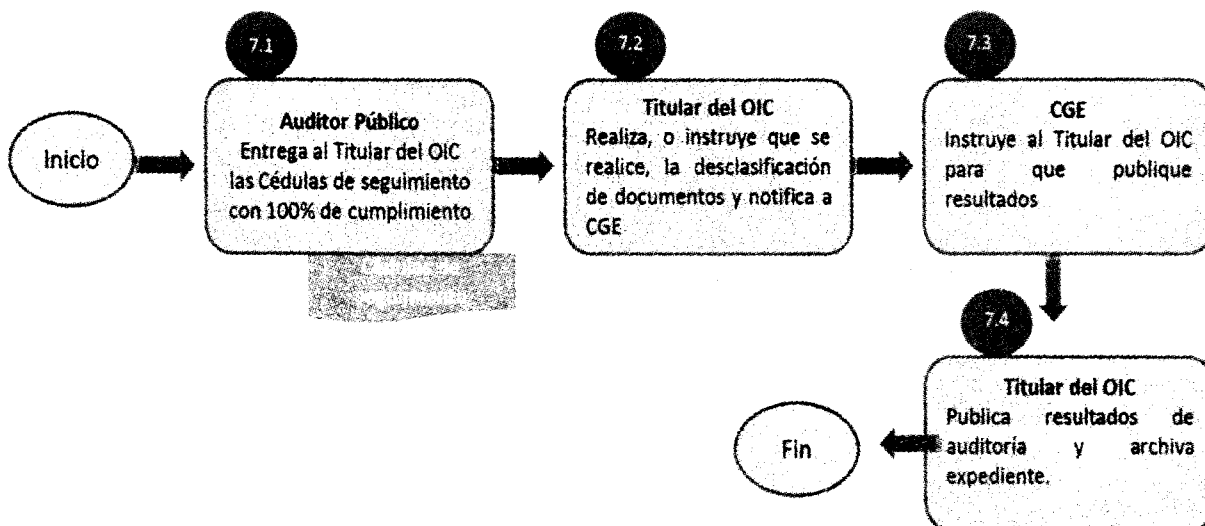 Inicio
7.1
Auditor Público
Entrega al Titular del OIC
las Cédulas de seguimiento
con 100% de cumplimiento
7.2
Titular del OIC
Realiza, o instruye que se
realice, la desclasificación
de documentos y notifica a
CGE
7.3
CGE
Instruye al Titular del OIC
para que publique
resultados
7.4
Titular del OIC
Publica resultados de
auditoría y archiva
expediente.
Fin